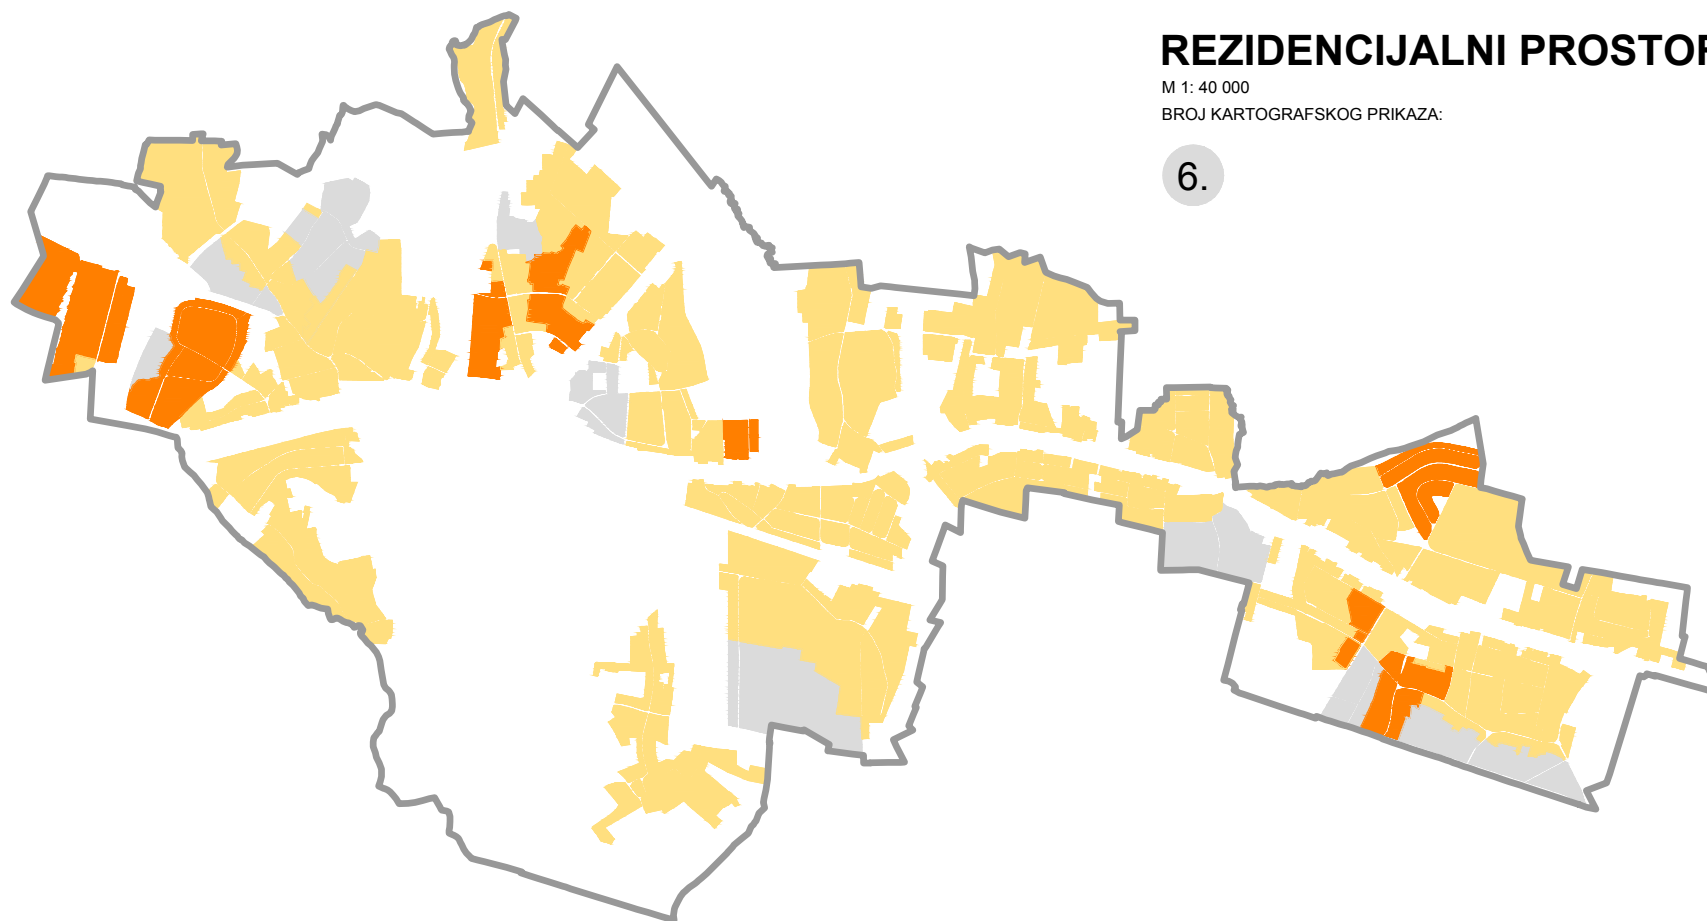 REZIDENCIJALNI PROSTOR
M 1: 40 000
BROJ KARTOGRAFSKOG PRIKAZA:
6.